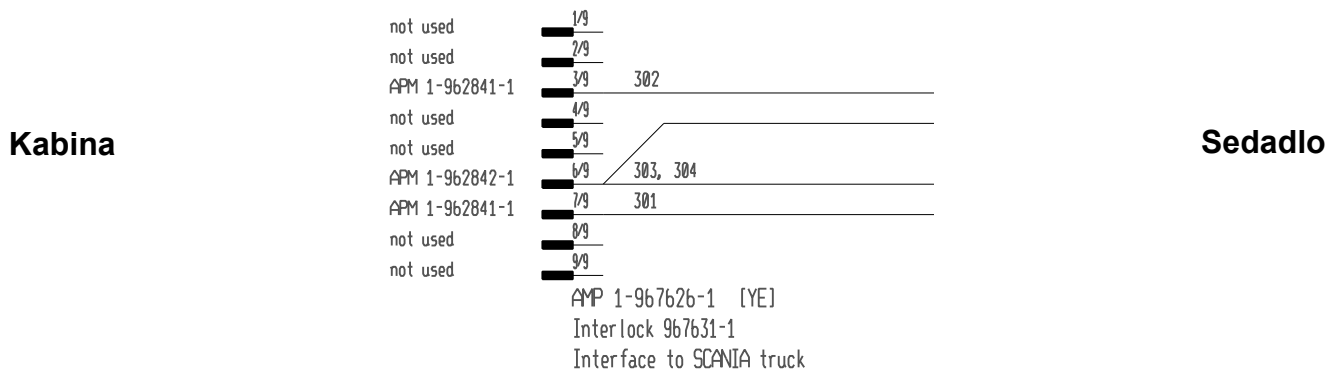 not used 1/9
not used 2/9
APM 1-962841-1 3/9 302
not used 4/9
Kabina
Sedadlo
not used 5/9
APM 1-962842-1 6/9 303, 304
APM 1-962841-1 7/9 301
not used 8/9
not used 9/9
AMP 1-967626-1 [YE]
Interlock 967631-1
Interface to SCANIA truck